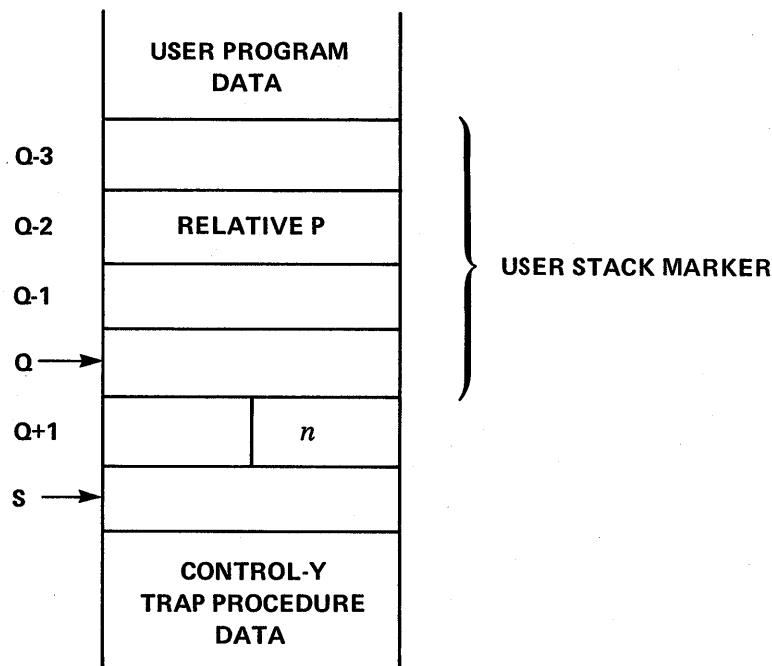 USER PROGRAM
DATA
Q-3
Q-2
RELATIVE P
Q-1
USER STACK MARKER
Q
Q+1
n
S
CONTROL-Y
TRAP PROCEDURE
DATA